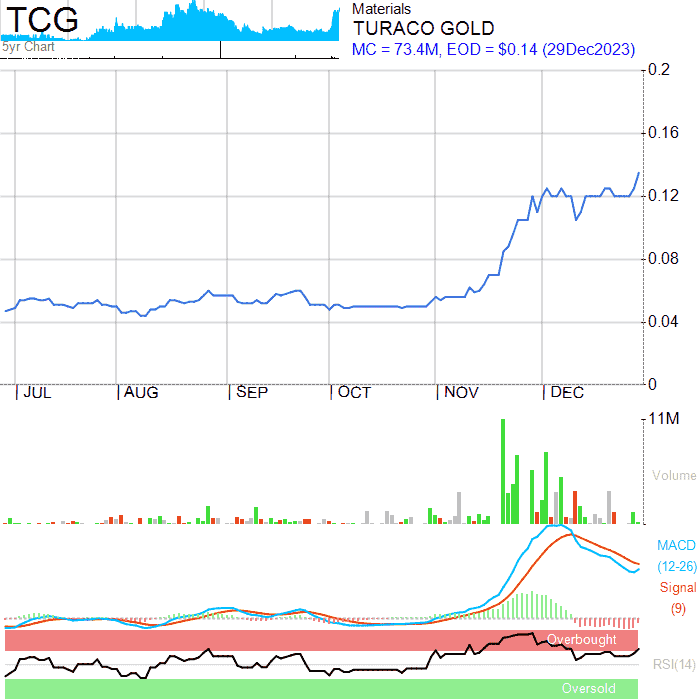 TCG
5yr Chart
Materials
TURACO GOLD
MC = 73.4M, EOD = $0.14 (29Dec2023)
0.2
0.16
0.12
0.08
0.04
0
JUL AUG SEP OCT NOV DEC
11M
Volume
MACD
(12-26)
Signal
(9)
Overbought
RSI(14)
Oversold